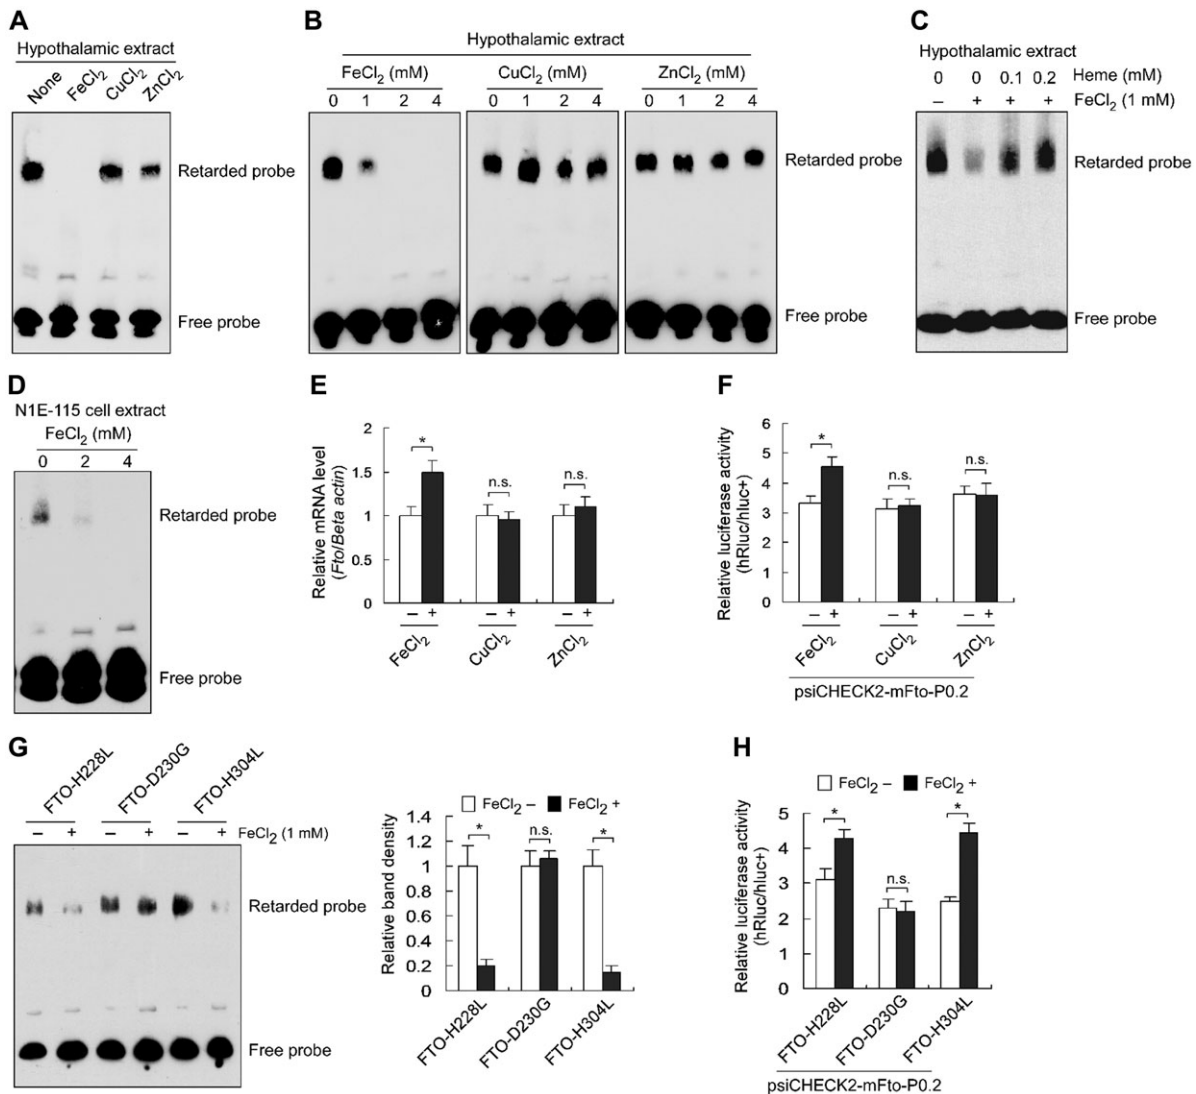 A
Hypothalamic extract
None FeCl2 CuCl2 ZnCl2
Retarded probe
Free probe
B
Hypothalamic extract
FeCl2 (mM) CuCl2 (mM) ZnCl2 (mM)
0 1 2 4 0 1 2 4 0 1 2 4
Retarded probe
Free probe
C
Hypothalamic extract
0 0 0.1 0.2 Heme (mM)
– + + + FeCl2 (1 mM)
Retarded probe
Free probe
D
N1E-115 cell extract
FeCl2 (mM)
0 2 4
Retarded probe
Free probe
E
Relative mRNA level
(Fto/Beta actin)
2
1.5
1
0.5
0
* n.s. n.s.
– + – + – +
FeCl2 CuCl2 ZnCl2
F
Relative luciferase activity
(hRluc/hluc+)
6
5
4
3
2
1
0
* n.s. n.s.
– + – + – +
FeCl2 CuCl2 ZnCl2
psiCHECK2-mFto-P0.2
G
FTO-H228L FTO-D230G FTO-H304L
– + – + – + FeCl2 (1 mM)
Retarded probe
Free probe
FeCl2 – FeCl2 +
Relative band density
1.4
1.2
1
0.8
0.6
0.4
0.2
0
* n.s. *
FTO-H228L FTO-D230G FTO-H304L
H
FeCl2 – FeCl2 +
Relative luciferase activity
(hRluc/hluc+)
5
4
3
2
1
0
* n.s. *
FTO-H228L FTO-D230G FTO-H304L
psiCHECK2-mFto-P0.2